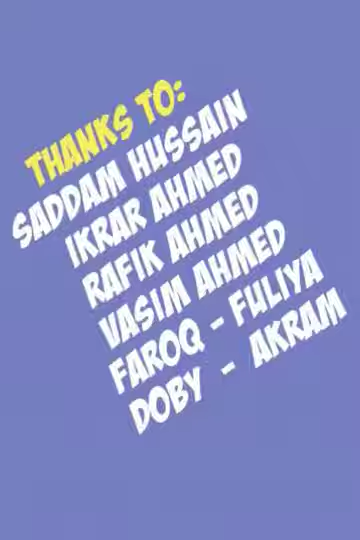 THANKS TO:
SADDAM HUSSAIN
IKRAR AHMED
RAFIK AHMED
VASIM AHMED
FAROQ - FULIYA
DOBY - AKRAM